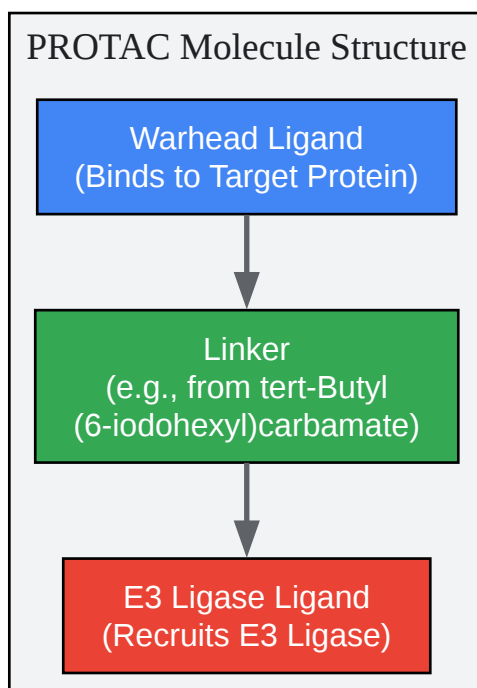 PROTAC Molecule Structure
Warhead Ligand
(Binds to Target Protein)
Linker
(e.g., from tert-Butyl
(6-iodohexyl)carbamate)
E3 Ligase Ligand
(Recruits E3 Ligase)